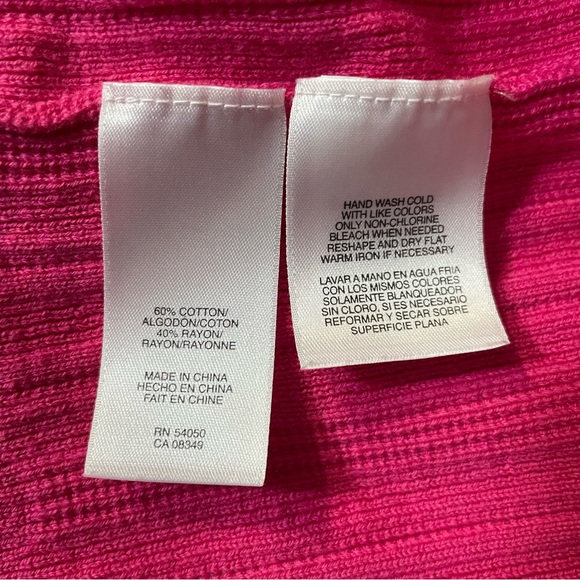 60% COTTON/
ALGODÓN/COTON
40% RAYON/
RAYON/RAYONNE
MADE IN CHINA
HECHO EN CHINA
FAIT EN CHINE
RN 54050
CA 08349
HAND WASH COLD
WITH LIKE COLORS
ONLY NON-CHLORINE
BLEACH WHEN NEEDED
RESHAPE AND DRY FLAT
WARM IRON IF NECESSARY
LAVAR A MANO EN AGUA FRIA
CON LOS MISMOS COLORES
SOLAMENTE BLANQUEADOR
SIN CLORO, SI ES NECESARIO
REFORMAR Y SECAR SOBRE
SUPERFICIE PLANA